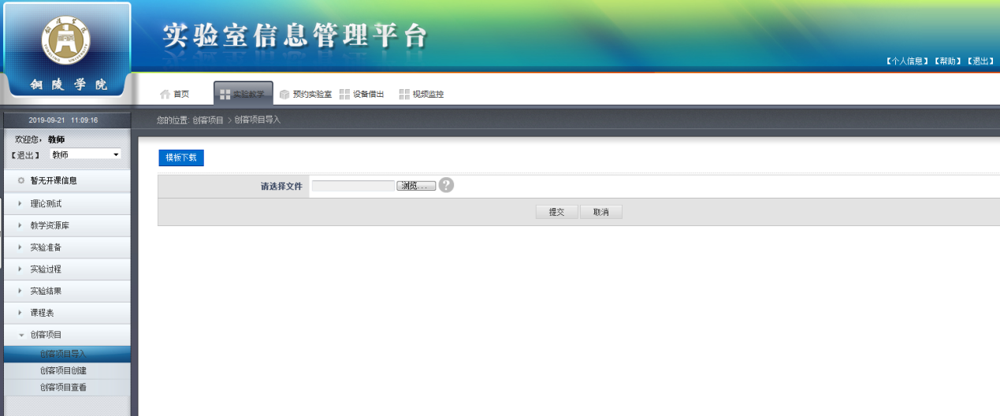 实验室信息管理平台
【个人信息】【帮助】【退出】
铜陵学院
首页 实验教学 预约实验室 设备借出 视频监控
2019-09-21 11:09:16
您的位置: 创客项目 > 创客项目导入
欢迎您，教师
【退出】 教师
模板下载
暂无开课信息
请选择文件 浏览... ?
理论测试
提交 取消
教学资源库
实验准备
实验过程
实验结果
课程表
创客项目
创客项目导入
创客项目创建
创客项目查看